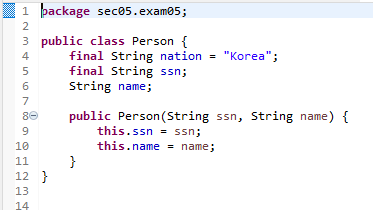 1 package sec05.exam05;
2
3 public class Person {
4     final String nation = "Korea";
5     final String ssn;
6     String name;
7
8     public Person(String ssn, String name) {
9         this.ssn = ssn;
10         this.name = name;
11     }
12 }
13
14